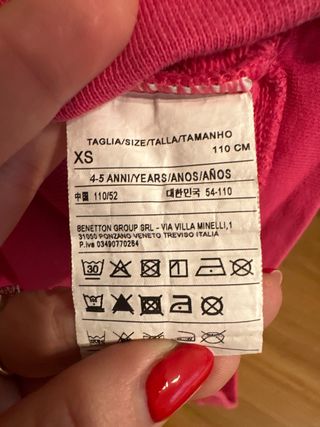 TAGLIA/SIZE/TALLA/TAMANHO
XS 110 CM
4-5 ANNI/YEARS/ANOS/AÑOS
中国 110/52 대한민국 54-110
BENETTON GROUP SRL - VIA VILLA MINELLI,1
31050 PONZANO VENETO TREVISO ITALIA
P.iva 03490770264
30